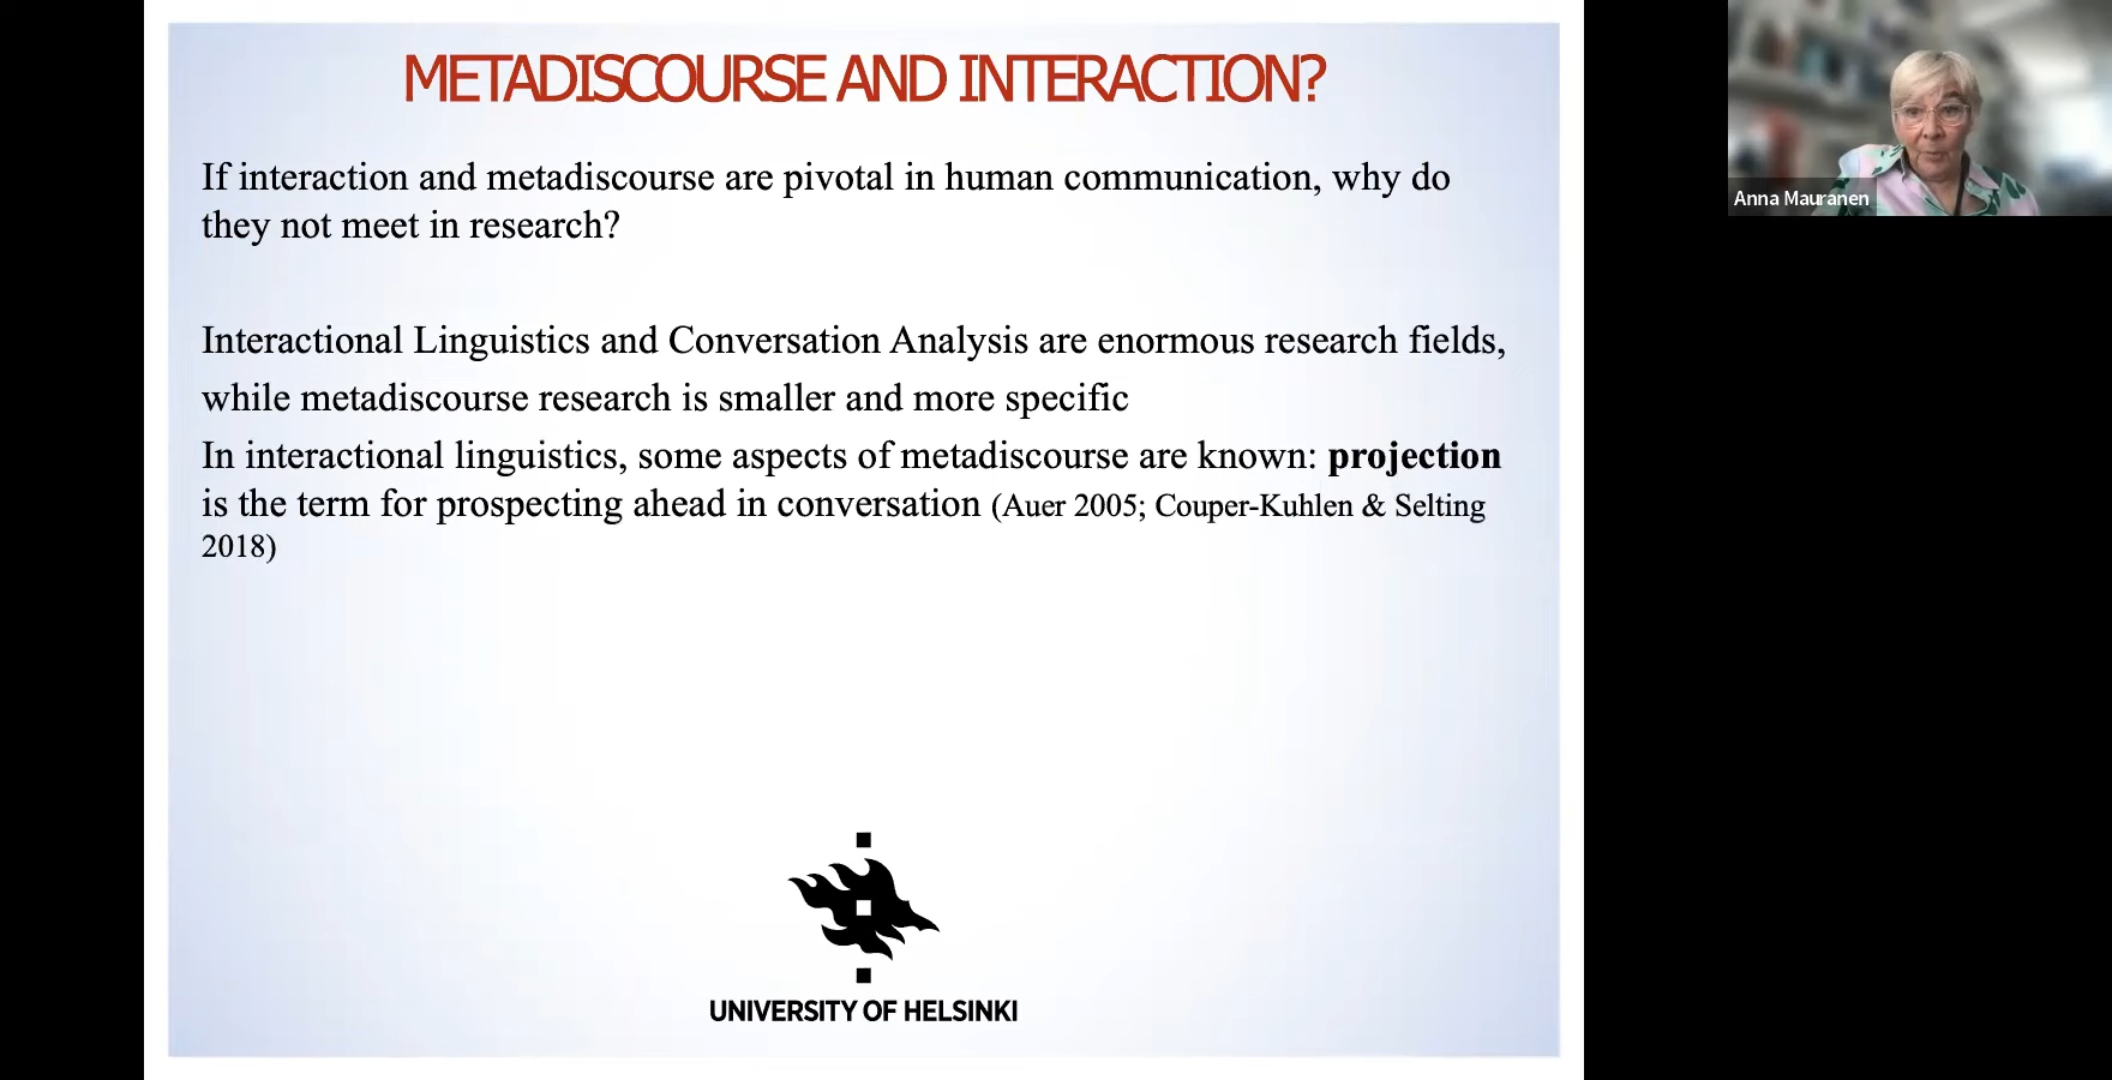 METADISCOURSE AND INTERACTION?
If interaction and metadiscourse are pivotal in human communication, why do
they not meet in research?
Interactional Linguistics and Conversation Analysis are enormous research fields,
while metadiscourse research is smaller and more specific
In interactional linguistics, some aspects of metadiscourse are known: projection
is the term for prospecting ahead in conversation (Auer 2005; Couper-Kuhlen & Selting
2018)
UNIVERSITY OF HELSINKI
Anna Mauranen